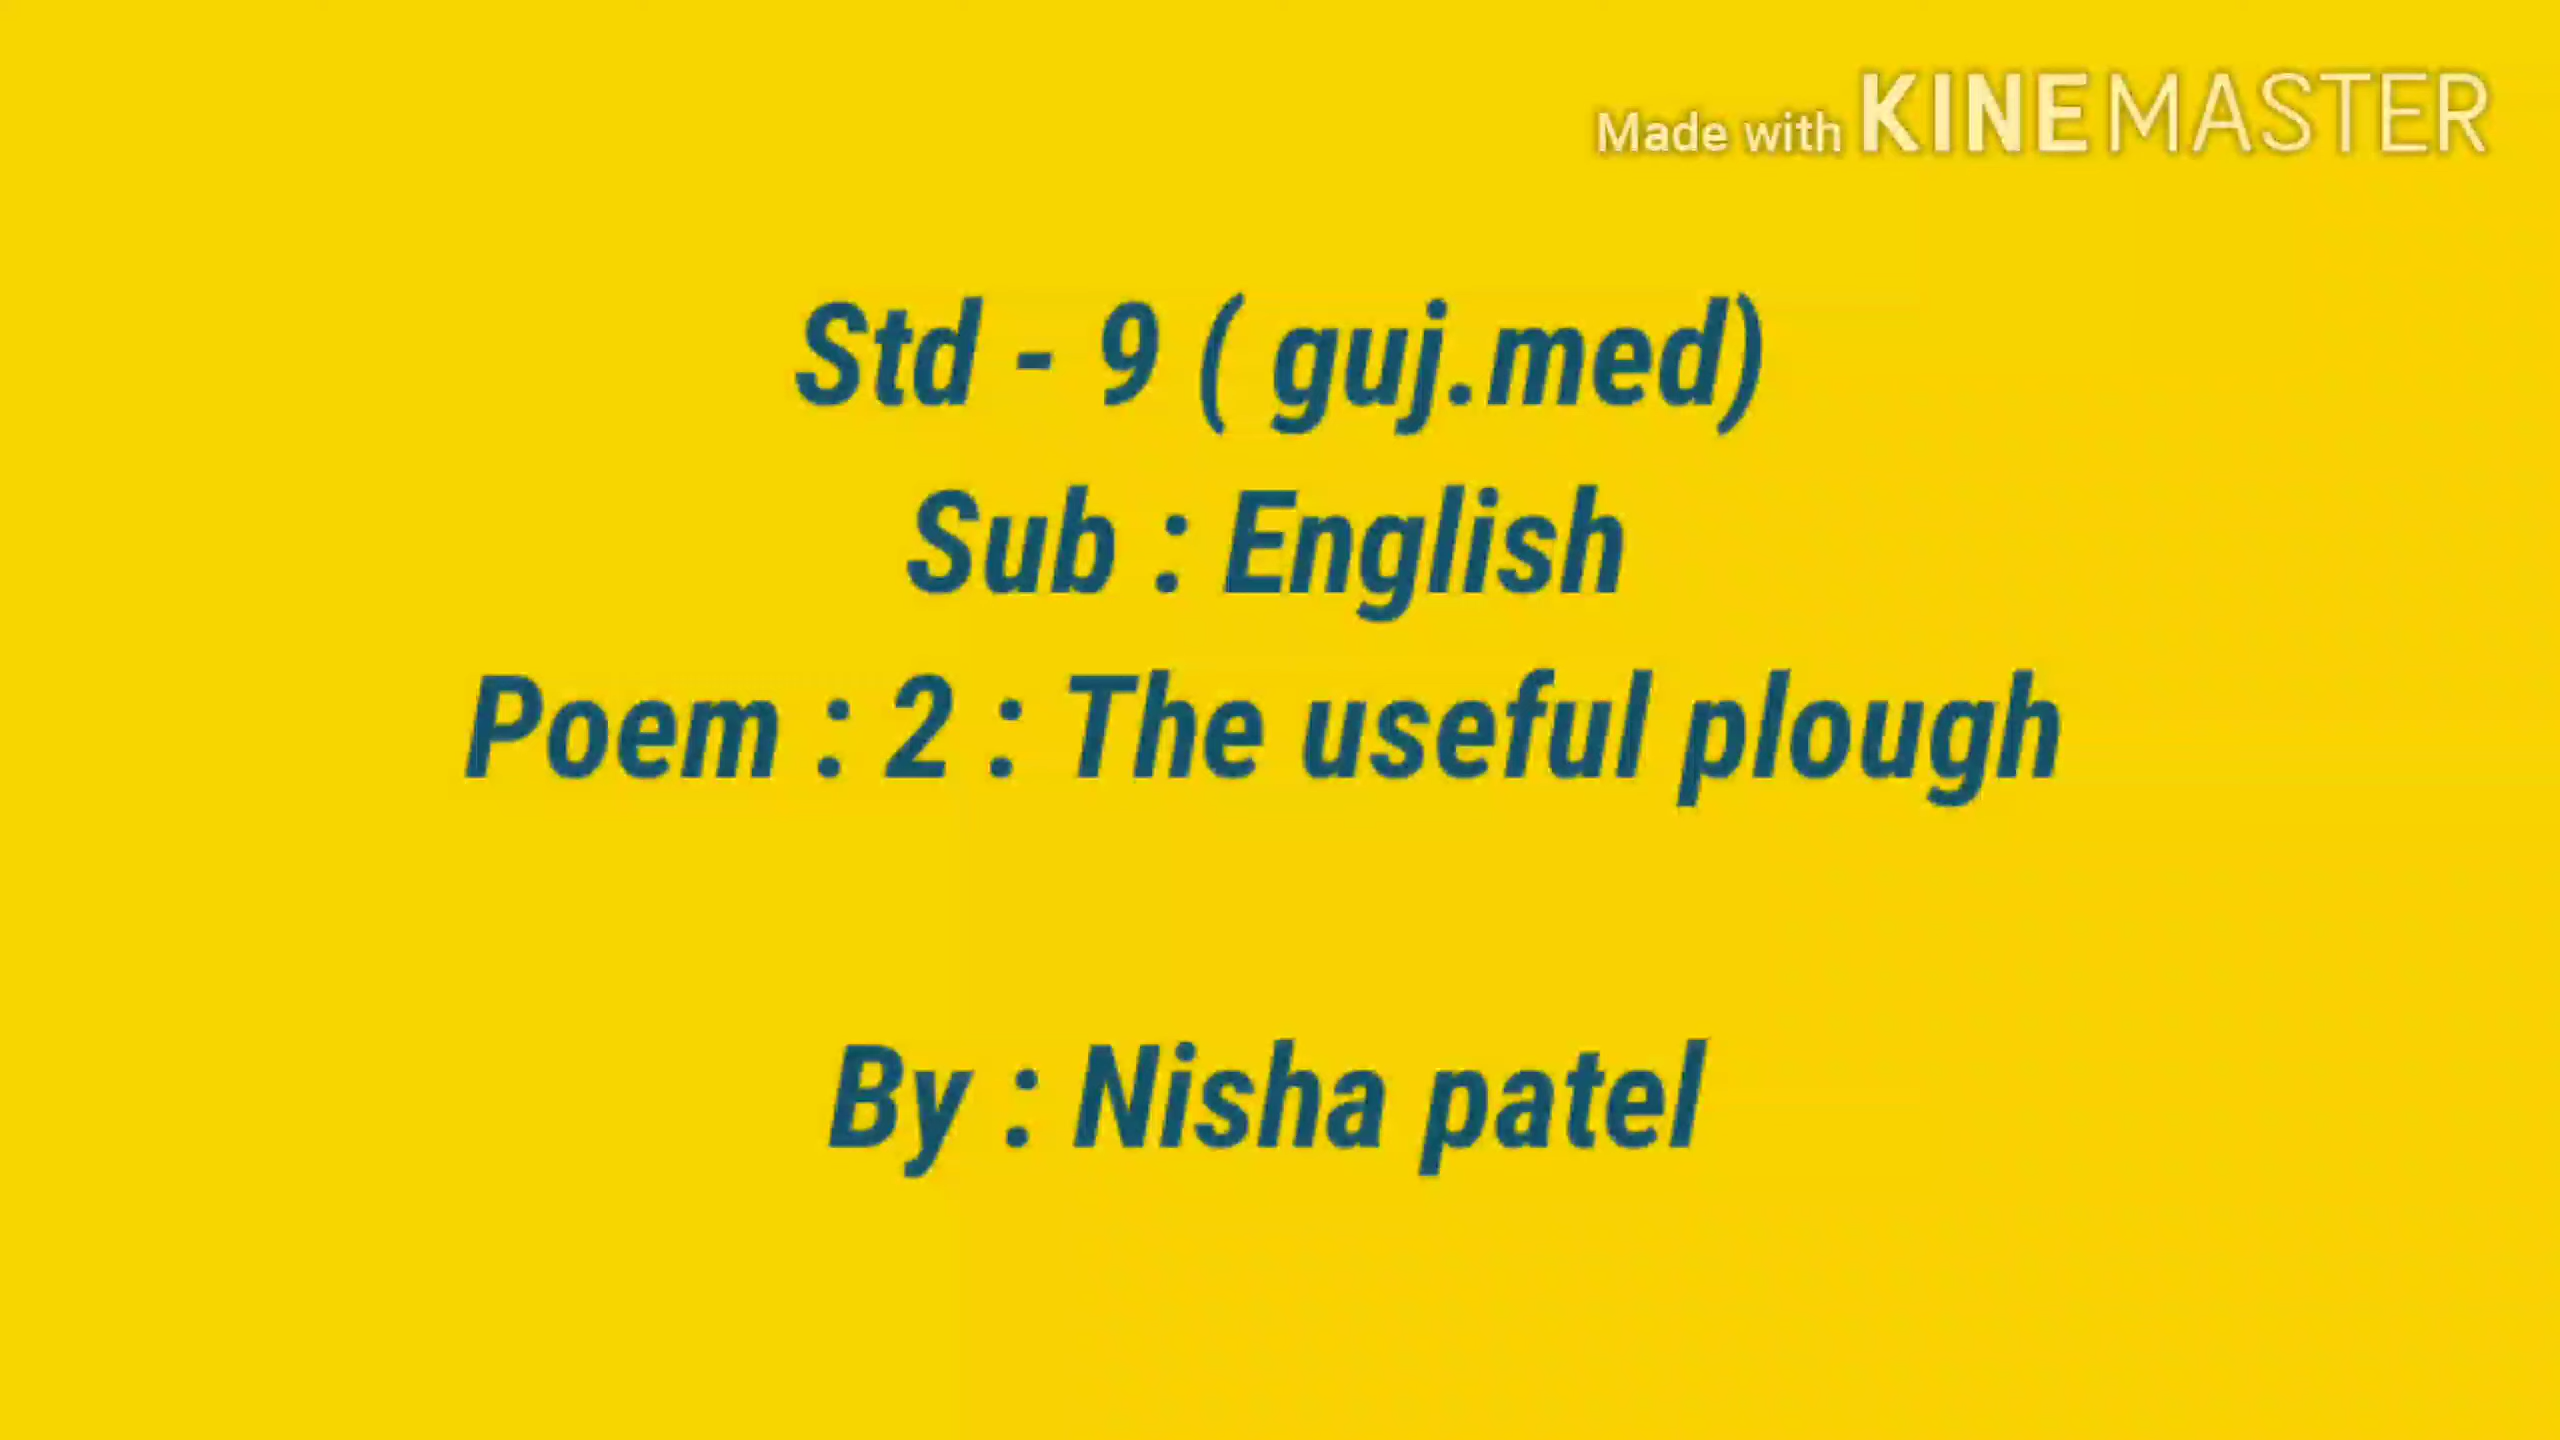 Made with KINEMASTER
Std - 9 ( guj.med)
Sub : English
Poem : 2 : The useful plough
By : Nisha patel